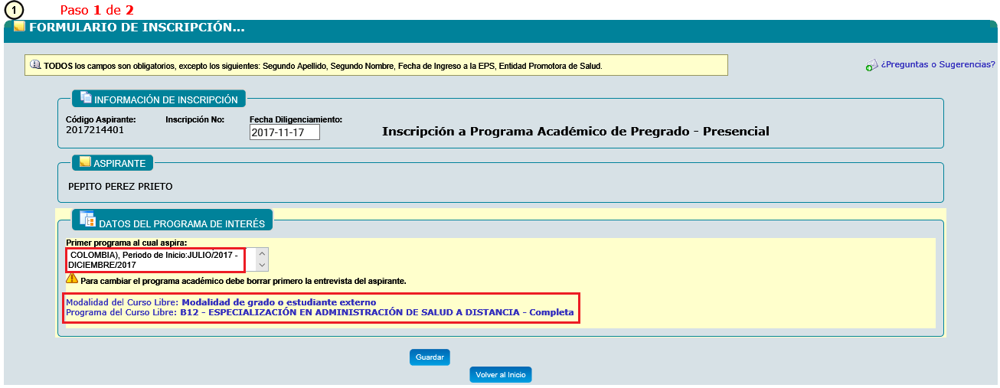 1 Paso 1 de 2
FORMULARIO DE INSCRIPCIÓN...
TODOS los campos son obligatorios, excepto los siguientes: Segundo Apellido, Segundo Nombre, Fecha de Ingreso a la EPS, Entidad Promotora de Salud.
¿Preguntas o Sugerencias?
INFORMACIÓN DE INSCRIPCIÓN
Código Aspirante: Inscripción No: Fecha Diligenciamiento:
2017214401 2017-11-17 Inscripción a Programa Académico de Pregrado - Presencial
ASPIRANTE
PEPITO PEREZ PRIETO
DATOS DEL PROGRAMA DE INTERÉS
Primer programa al cual aspira:
COLOMBIA), Periodo de Inicio:JULIO/2017 -
DICIEMBRE/2017
Para cambiar el programa académico debe borrar primero la entrevista del aspirante.
Modalidad del Curso Libre: Modalidad de grado o estudiante externo
Programa del Curso Libre: B12 - ESPECIALIZACIÓN EN ADMINISTRACIÓN DE SALUD A DISTANCIA - Completa
Guardar
Volver al Inicio